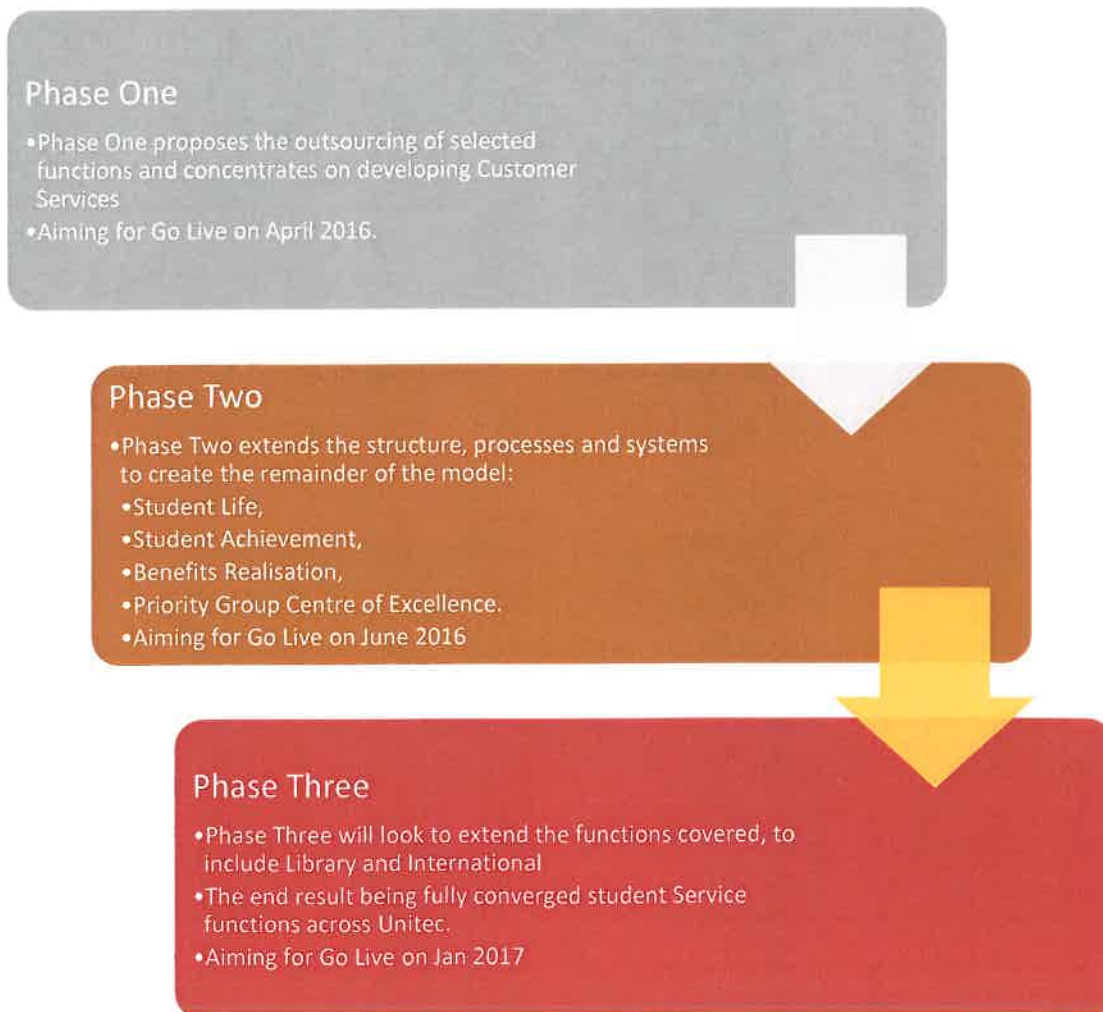 Phase One
•Phase One proposes the outsourcing of selected
functions and concentrates on developing Customer
Services
•Aiming for Go Live on April 2016.
Phase Two
•Phase Two extends the structure, processes and systems
to create the remainder of the model:
•Student Life,
•Student Achievement,
•Benefits Realisation,
•Priority Group Centre of Excellence.
•Aiming for Go Live on June 2016
Phase Three
•Phase Three will look to extend the functions covered, to
include Library and International
•The end result being fully converged student Service
functions across Unitec.
•Aiming for Go Live on Jan 2017